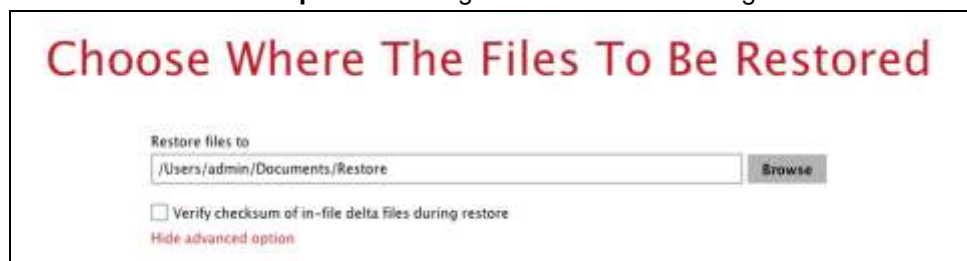 Choose Where The Files To Be Restored
Restore files to
/Users/admin/Documents/Restore
Browse
Verify checksum of in-file delta files during restore
Hide advanced option